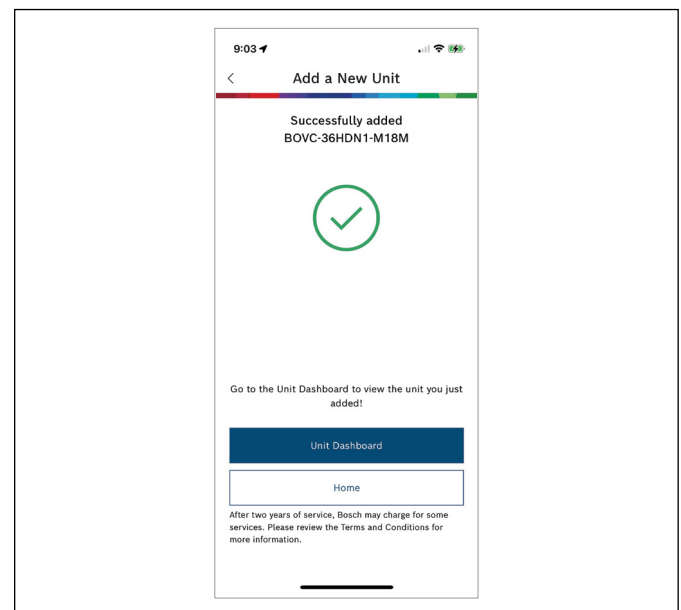 9:03
Add a New Unit
Successfully added
BOVC-36HDN1-M18M
Go to the Unit Dashboard to view the unit you just
added!
Unit Dashboard
Home
After two years of service, Bosch may charge for some
services. Please review the Terms and Conditions for
more information.